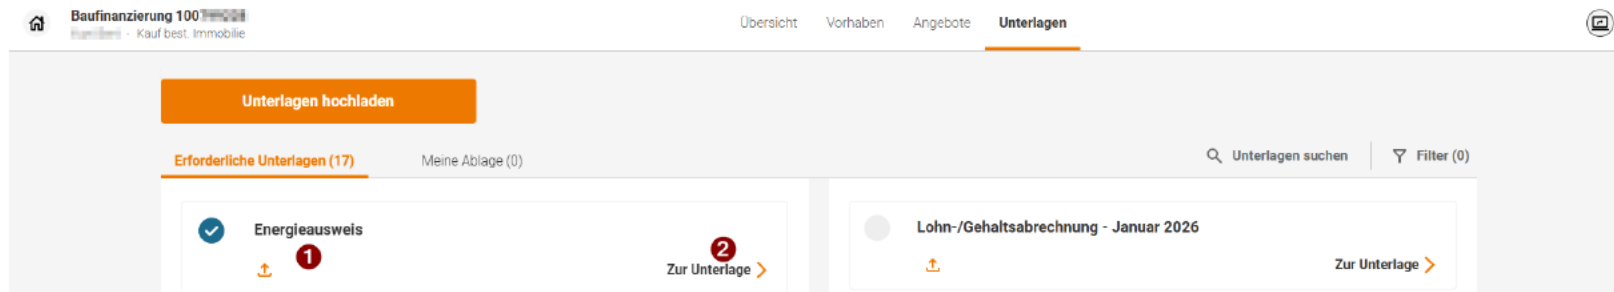 Baufinanzierung 100
- Kauf best. Immobilie
Übersicht Vorhaben Angebote Unterlagen
Unterlagen hochladen
Erforderliche Unterlagen (17) Meine Ablage (0)
Unterlagen suchen Filter (0)
Energieausweis
1
2
Zur Unterlage
Lohn-/Gehaltsabrechnung - Januar 2026
Zur Unterlage